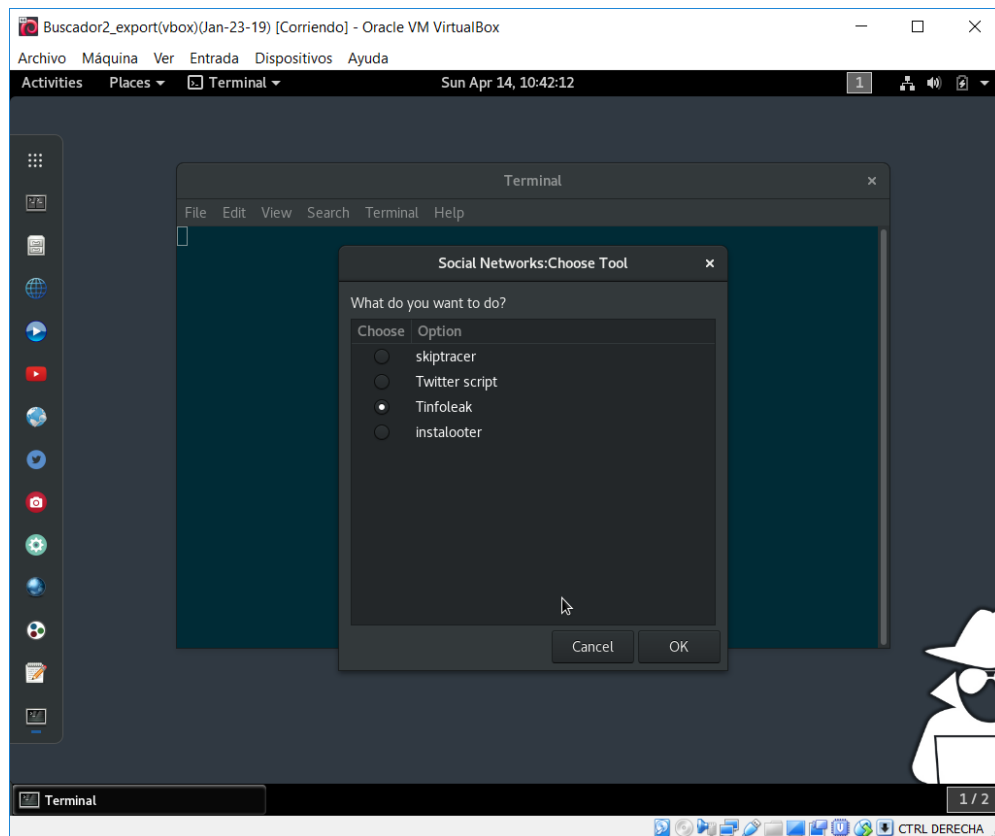 Buscador2_export(vbox)(Jan-23-19) [Corriendo] - Oracle VM VirtualBox
Archivo Máquina Ver Entrada Dispositivos Ayuda
Activities Places Terminal Sun Apr 14, 10:42:12 1
Terminal
File Edit View Search Terminal Help
Social Networks:Choose Tool
What do you want to do?
Choose Option
skiptracer
Twitter script
Tinfoleak
instalooter
Cancel OK
Terminal 1 / 2
CTRL DERECHA